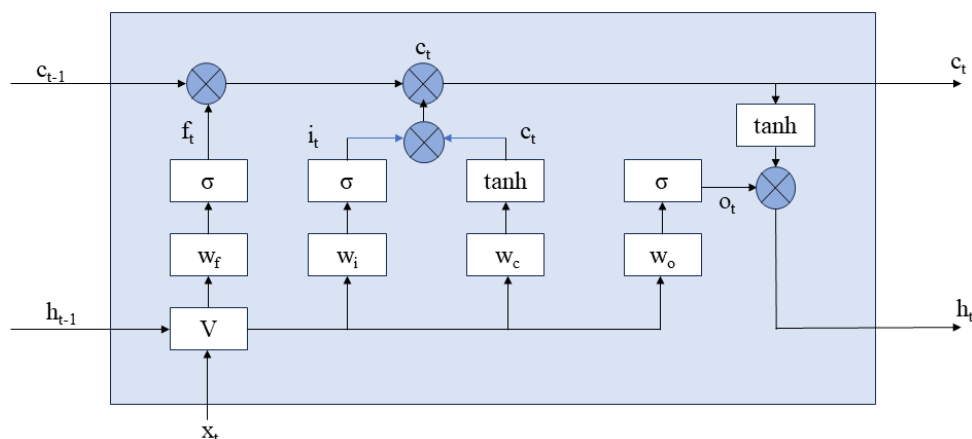 c_t
c_{t-1}
c_t
f_t
i_t
c_t
tanh
σ
σ
tanh
σ
o_t
w_f
w_i
w_c
w_o
h_{t-1}
V
h_t
x_t